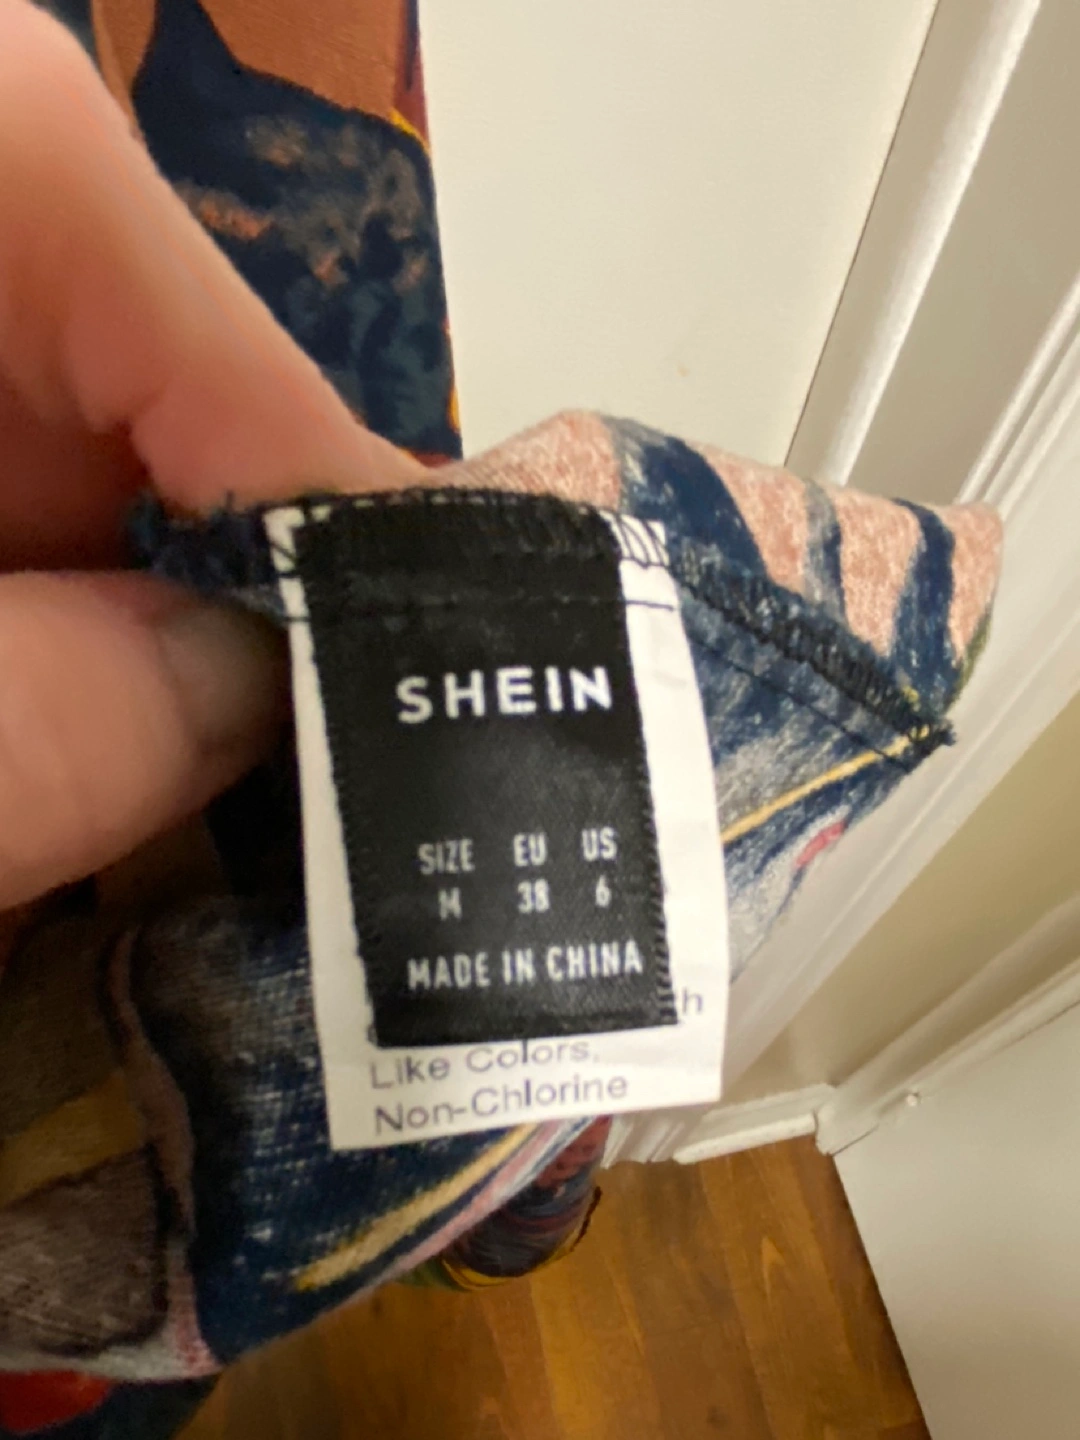 SHEIN
SIZE EU US
M 38 6
MADE IN CHINA
h
Like Colors,
Non-Chlorine